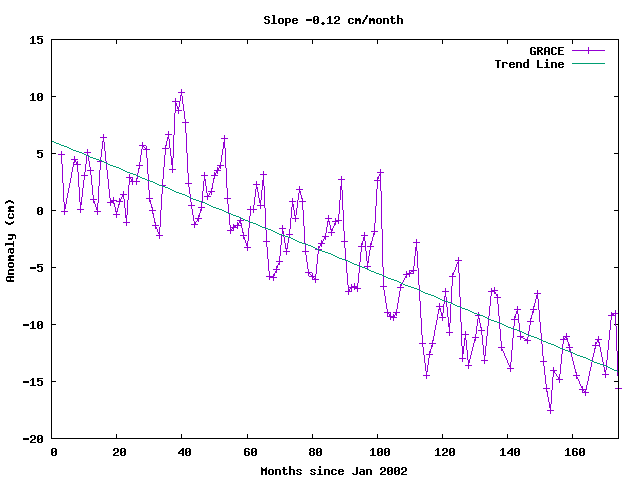 Slope -0.12 cm/month
GRACE
Trend Line
15
10
5
0
-5
-10
-15
-20
Anomaly (cm)
0 20 40 60 80 100 120 140 160
Months since Jan 2002